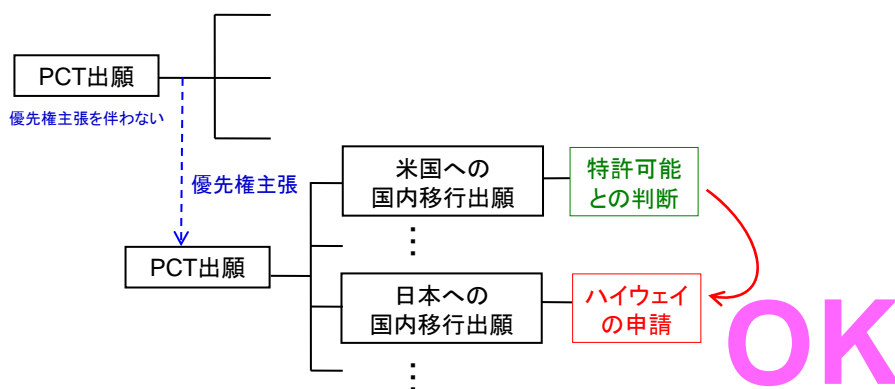 PCT出願
優先権主張を伴わない
優先権主張
PCT出願
米国への
国内移行出願
特許可能
との判断
⋮
日本への
国内移行出願
ハイウェイ
の申請
⋮
OK